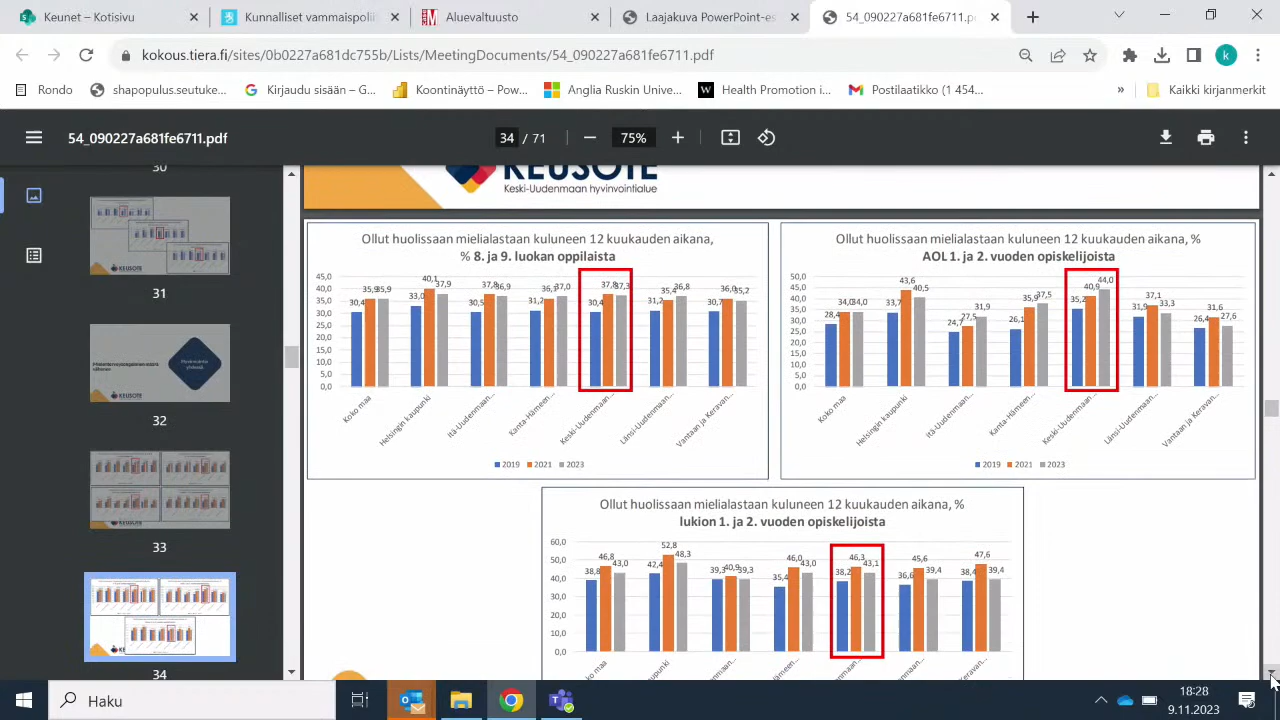 Keunet - Kotisivu
Kunnalliset vammaispoli
Aluevaltuusto
Laajakuva PowerPoint-es
54_090227a681fe6711.p
kokous.tiera.fi/sites/0b0227a681dc755b/Lists/MeetingDocuments/54_090227a681fe6711.pdf
k
Rondo
shapopulus.seutuke...
Kirjaudu sisään – G...
Koontinäyttö – Pow...
Anglia Ruskin Unive...
Health Promotion i...
Postilaatikko (1 454...
»
Kaikki kirjanmerkit
54_090227a681fe6711.pdf
34 / 71
75%
30
31
32
33
34
KEUSOTE
Keski-Uudenmaan hyvinvointialue
Ollut huolissaan mielialastaan kuluneen 12 kuukauden aikana,
% 8. ja 9. luokan oppilaista
45,0
40,0
35,0
30,0
25,0
20,0
15,0
10,0
5,0
0,0
30,4 35,9 35,9
33,0 40,1 37,9
30,5 37,8 36,9
31,2 36,1 37,0
30,4 37,8 37,3
31,2 35,4 36,8
30,7 36,0 35,2
Koko maa
Helsingin kaupunki
Itä-Uudenmaan...
Kanta-Hämeen...
Keski-Uudenmaan...
Länsi-Uudenmaan...
Vantaan ja Keravan...
2019 2021 2023
Ollut huolissaan mielialastaan kuluneen 12 kuukauden aikana, %
AOL 1. ja 2. vuoden opiskelijoista
50,0
45,0
40,0
35,0
30,0
25,0
20,0
15,0
10,0
5,0
0,0
28,4 34,0 34,0
33,7 43,6 40,5
24,7 27,5 31,9
26,1 35,9 37,5
35,2 40,9 44,0
31,9 37,1 33,3
26,4 31,6 27,6
Koko maa
Helsingin kaupunki
Itä-Uudenmaan...
Kanta-Hämeen...
Keski-Uudenmaan...
Länsi-Uudenmaan...
Vantaan ja Keravan...
2019 2021 2023
Ollut huolissaan mielialastaan kuluneen 12 kuukauden aikana, %
lukion 1. ja 2. vuoden opiskelijoista
60,0
50,0
40,0
30,0
20,0
10,0
0,0
38,8 46,8 43,0
42,4 52,8 48,3
39,3 40,9 39,3
35,4 46,0 43,0
38,2 46,3 43,1
36,6 45,6 39,4
38,4 47,6 39,4
Haku
18:28
9.11.2023